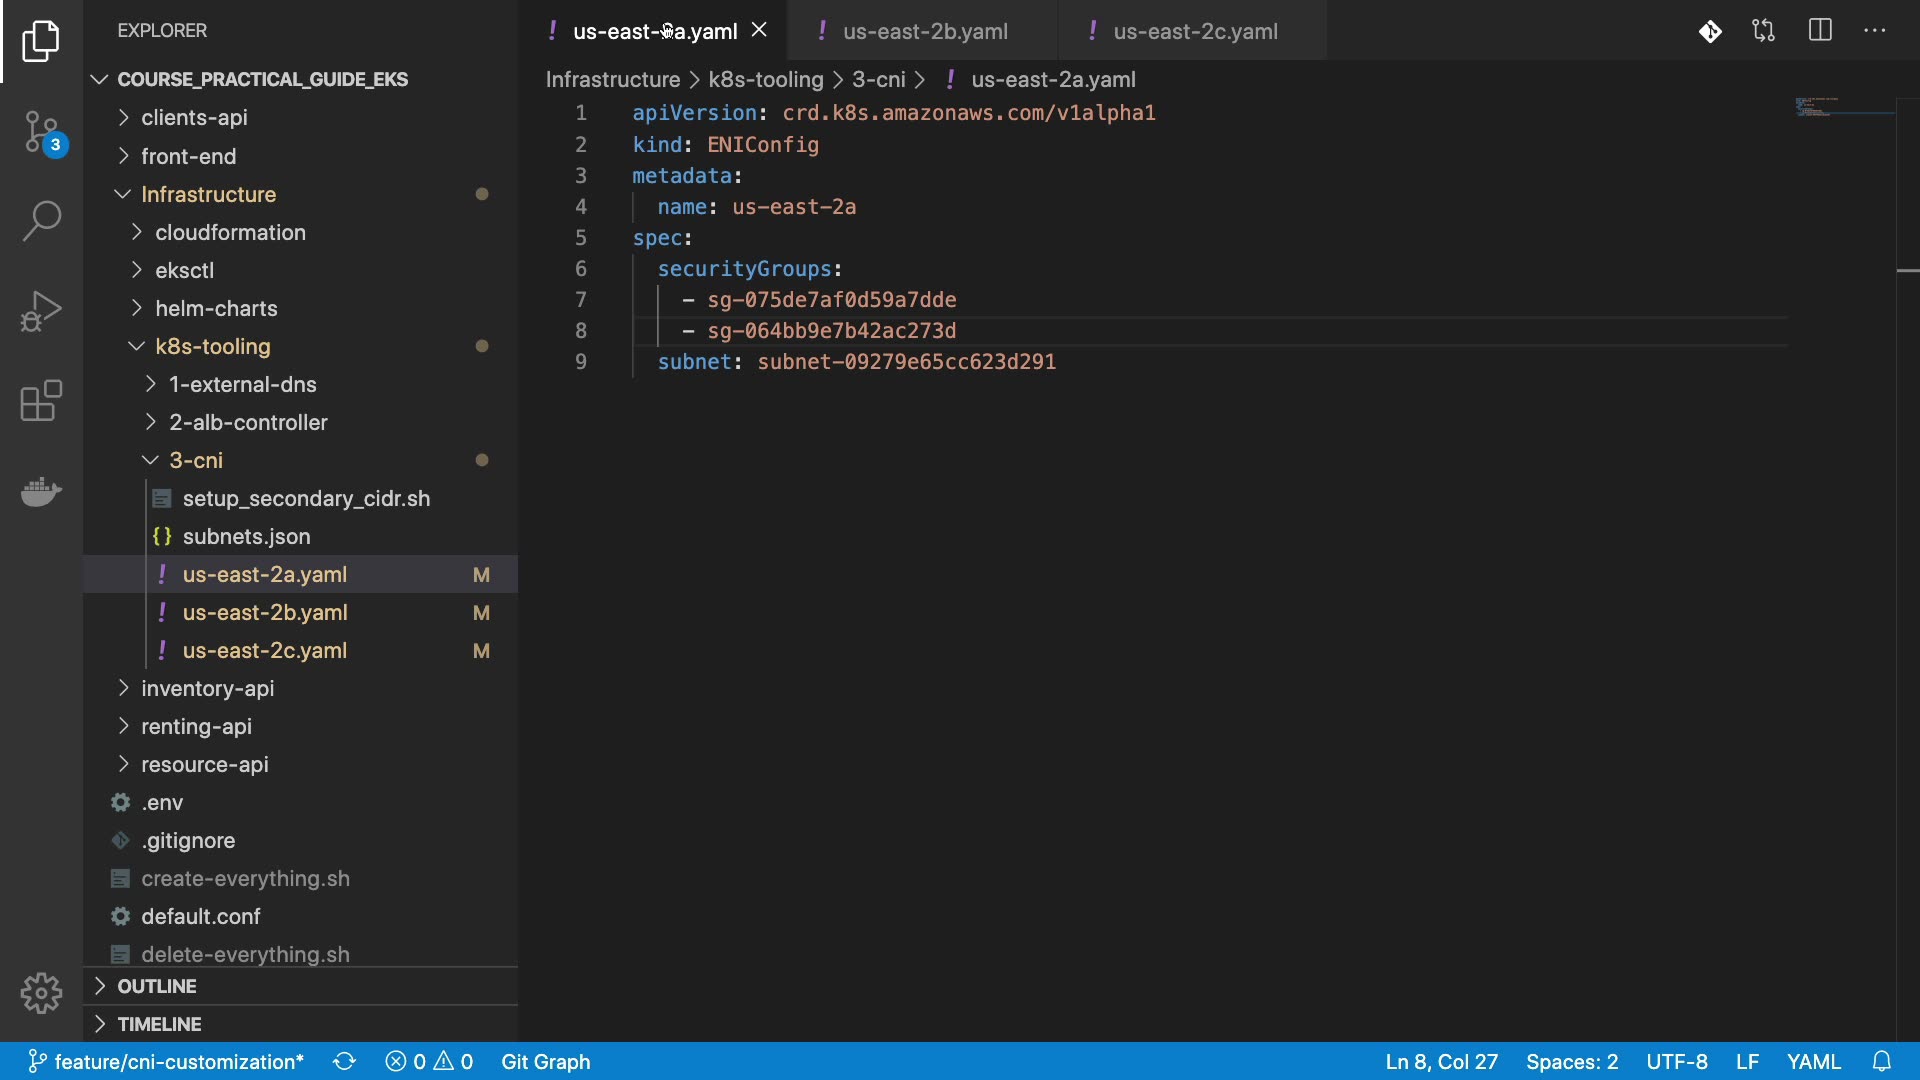 EXPLORER
COURSE_PRACTICAL_GUIDE_EKS
clients-api
front-end
Infrastructure
cloudformation
eksctl
helm-charts
k8s-tooling
1-external-dns
2-alb-controller
3-cni
setup_secondary_cidr.sh
{} subnets.json
! us-east-2a.yaml M
! us-east-2b.yaml M
! us-east-2c.yaml M
inventory-api
renting-api
resource-api
.env
.gitignore
create-everything.sh
default.conf
delete-everything.sh
OUTLINE
TIMELINE
3
! us-east-2a.yaml
! us-east-2b.yaml
! us-east-2c.yaml
Infrastructure > k8s-tooling > 3-cni > ! us-east-2a.yaml
1 apiVersion: crd.k8s.amazonaws.com/v1alpha1
2 kind: ENIConfig
3 metadata:
4 name: us-east-2a
5 spec:
6 securityGroups:
7 - sg-075de7af0d59a7dde
8 - sg-064bb9e7b42ac273d
9 subnet: subnet-09279e65cc623d291
feature/cni-customization* 0 0 Git Graph Ln 8, Col 27 Spaces: 2 UTF-8 LF YAML